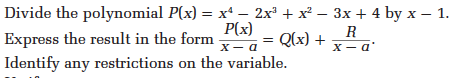 Divide the polynomial P(x) = x⁴ − 2x³ + x² − 3x + 4 by x − 1.
Express the result in the form P(x)/(x − a) = Q(x) + R/(x − a).
Identify any restrictions on the variable.